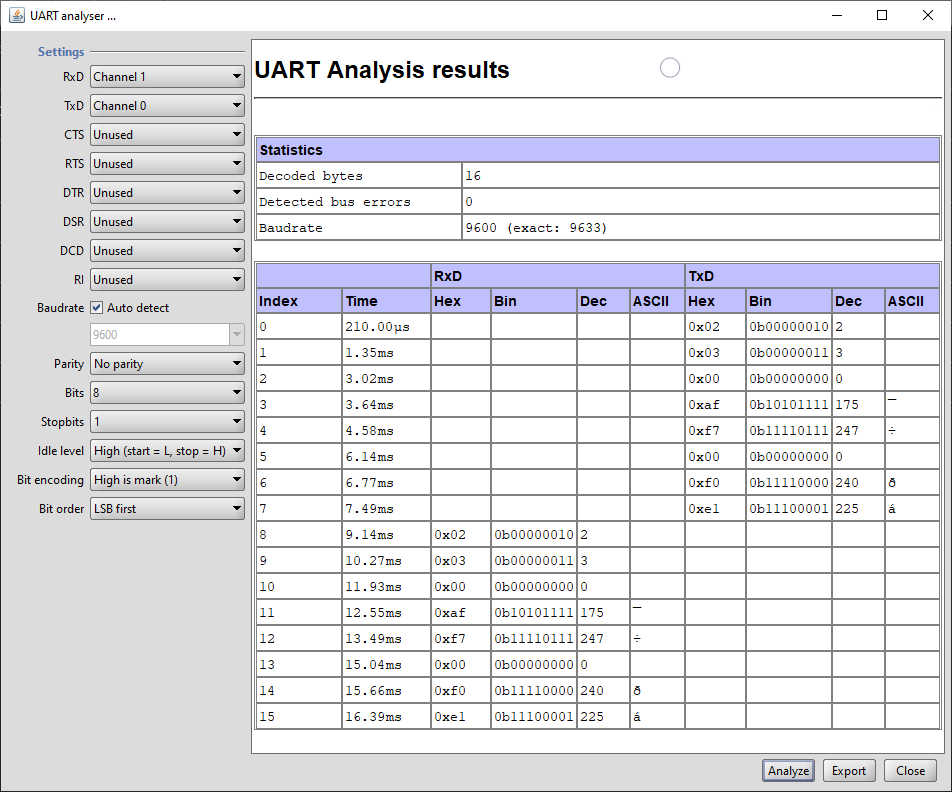 UART analyser ...
Settings
RxD Channel 1
TxD Channel 0
CTS Unused
RTS Unused
DTR Unused
DSR Unused
DCD Unused
RI Unused
Baudrate Auto detect
9600
Parity No parity
Bits 8
Stopbits 1
Idle level High (start = L, stop = H)
Bit encoding High is mark (1)
Bit order LSB first
UART Analysis results
Statistics
Decoded bytes 16
Detected bus errors 0
Baudrate 9600 (exact: 9633)
RxD TxD
Index Time Hex Bin Dec ASCII Hex Bin Dec ASCII
0 210.00µs 0x02 0b00000010 2
1 1.35ms 0x03 0b00000011 3
2 3.02ms 0x00 0b00000000 0
3 3.64ms 0xaf 0b10101111 175 ¯
4 4.58ms 0xf7 0b11110111 247 ÷
5 6.14ms 0x00 0b00000000 0
6 6.77ms 0xf0 0b11110000 240 ð
7 7.49ms 0xe1 0b11100001 225 á
8 9.14ms 0x02 0b00000010 2
9 10.27ms 0x03 0b00000011 3
10 11.93ms 0x00 0b00000000 0
11 12.55ms 0xaf 0b10101111 175 ¯
12 13.49ms 0xf7 0b11110111 247 ÷
13 15.04ms 0x00 0b00000000 0
14 15.66ms 0xf0 0b11110000 240 ð
15 16.39ms 0xe1 0b11100001 225 á
Analyze Export Close